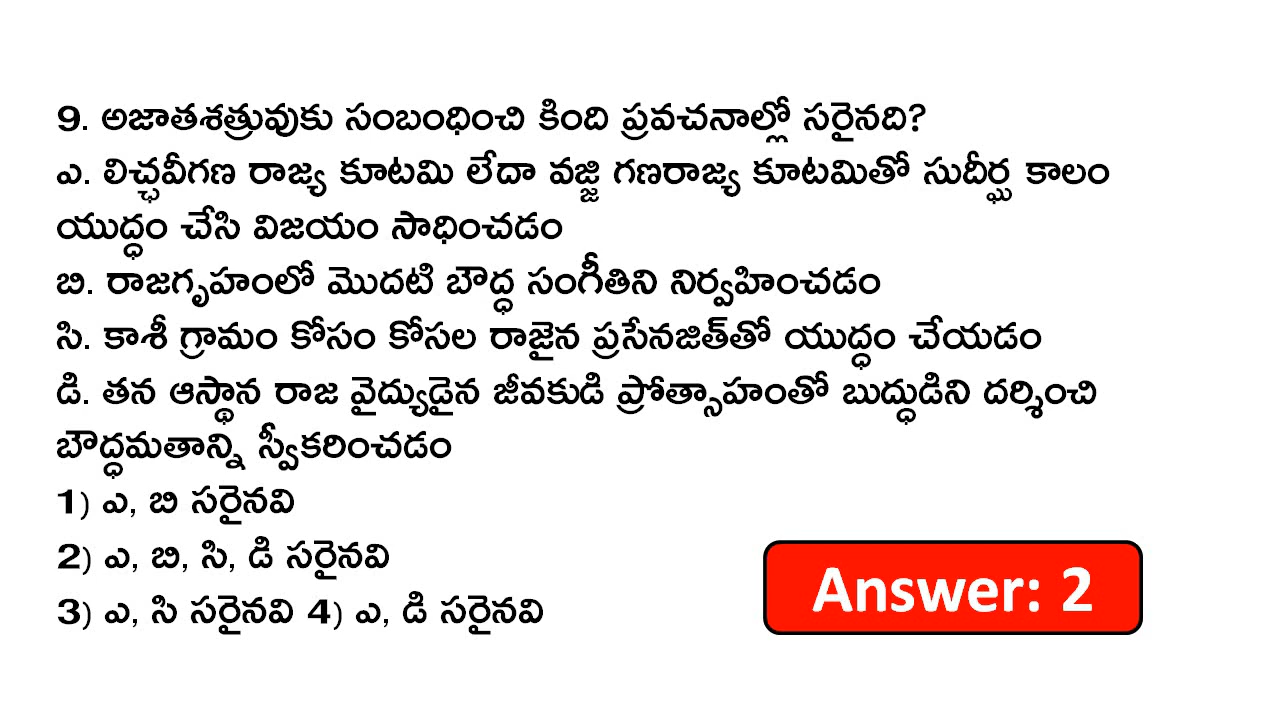 9. అజాతశత్రువుకు సంబంధించి కింది ప్రవచనాల్లో సరైనది?
ఎ. లిచ్ఛవీగణ రాజ్య కూటమి లేదా వజ్జి గణరాజ్య కూటమితో సుదీర్ఘ కాలం
యుద్ధం చేసి విజయం సాధించడం
బి. రాజగృహంలో మొదటి బౌద్ధ సంగీతిని నిర్వహించడం
సి. కాశీ గ్రామం కోసం కోసల రాజైన ప్రసేనజిత్‌తో యుద్ధం చేయడం
డి. తన ఆస్థాన రాజ వైద్యుడైన జీవకుడి ప్రోత్సాహంతో బుద్ధుడిని దర్శించి
బౌద్ధమతాన్ని స్వీకరించడం
1) ఎ, బి సరైనవి
2) ఎ, బి, సి, డి సరైనవి
3) ఎ, సి సరైనవి 4) ఎ, డి సరైనవి
Answer: 2